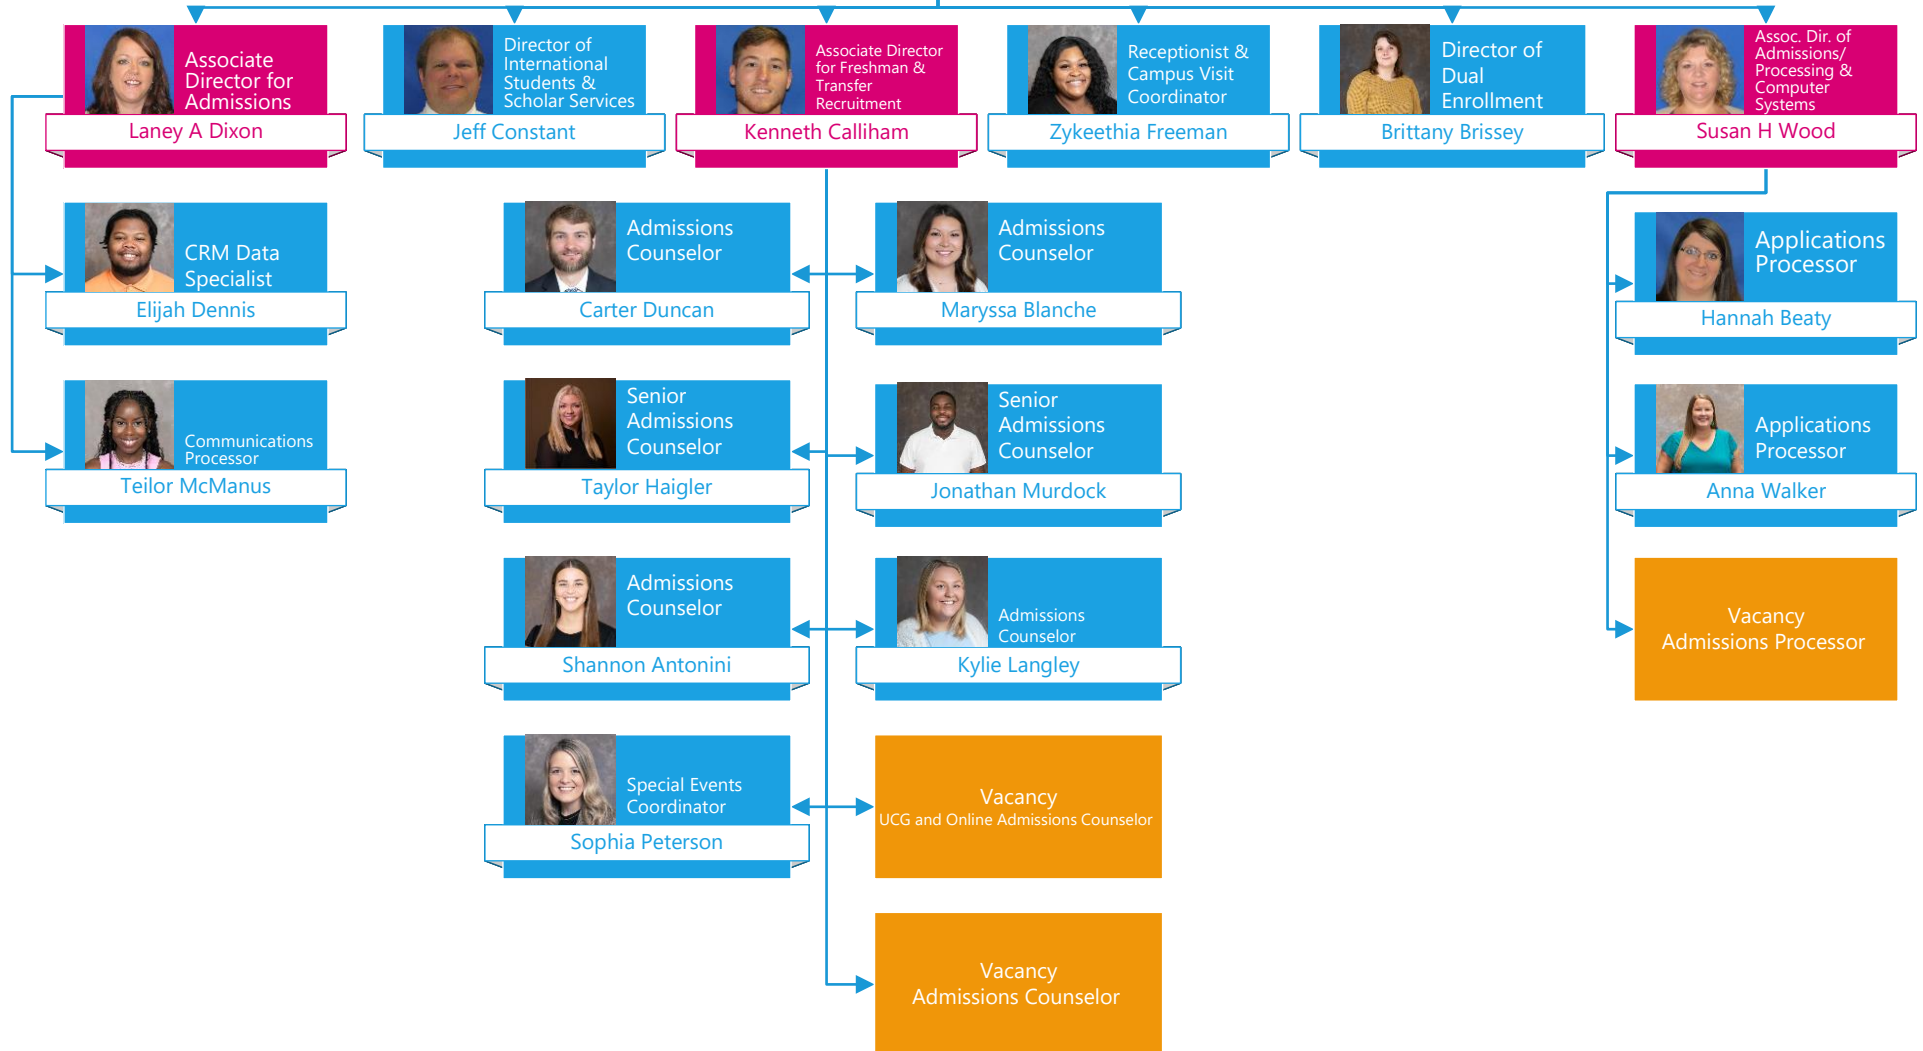 Associate
Director for
Admissions
Laney A Dixon
Director of
International
Students &
Scholar Services
Jeff Constant
Associate Director
for Freshman &
Transfer
Recruitment
Kenneth Calliham
Receptionist &
Campus Visit
Coordinator
Zykeethia Freeman
Director of
Dual
Enrollment
Brittany Brissey
Assoc. Dir. of
Admissions/
Processing &
Computer
Systems
Susan H Wood
CRM Data
Specialist
Elijah Dennis
Admissions
Counselor
Carter Duncan
Admissions
Counselor
Maryssa Blanche
Applications
Processor
Hannah Beaty
Communications
Processor
Teilor McManus
Senior
Admissions
Counselor
Taylor Haigler
Senior
Admissions
Counselor
Jonathan Murdock
Applications
Processor
Anna Walker
Admissions
Counselor
Shannon Antonini
Admissions
Counselor
Kylie Langley
Vacancy
Admissions Processor
Special Events
Coordinator
Sophia Peterson
Vacancy
UCG and Online Admissions Counselor
Vacancy
Admissions Counselor